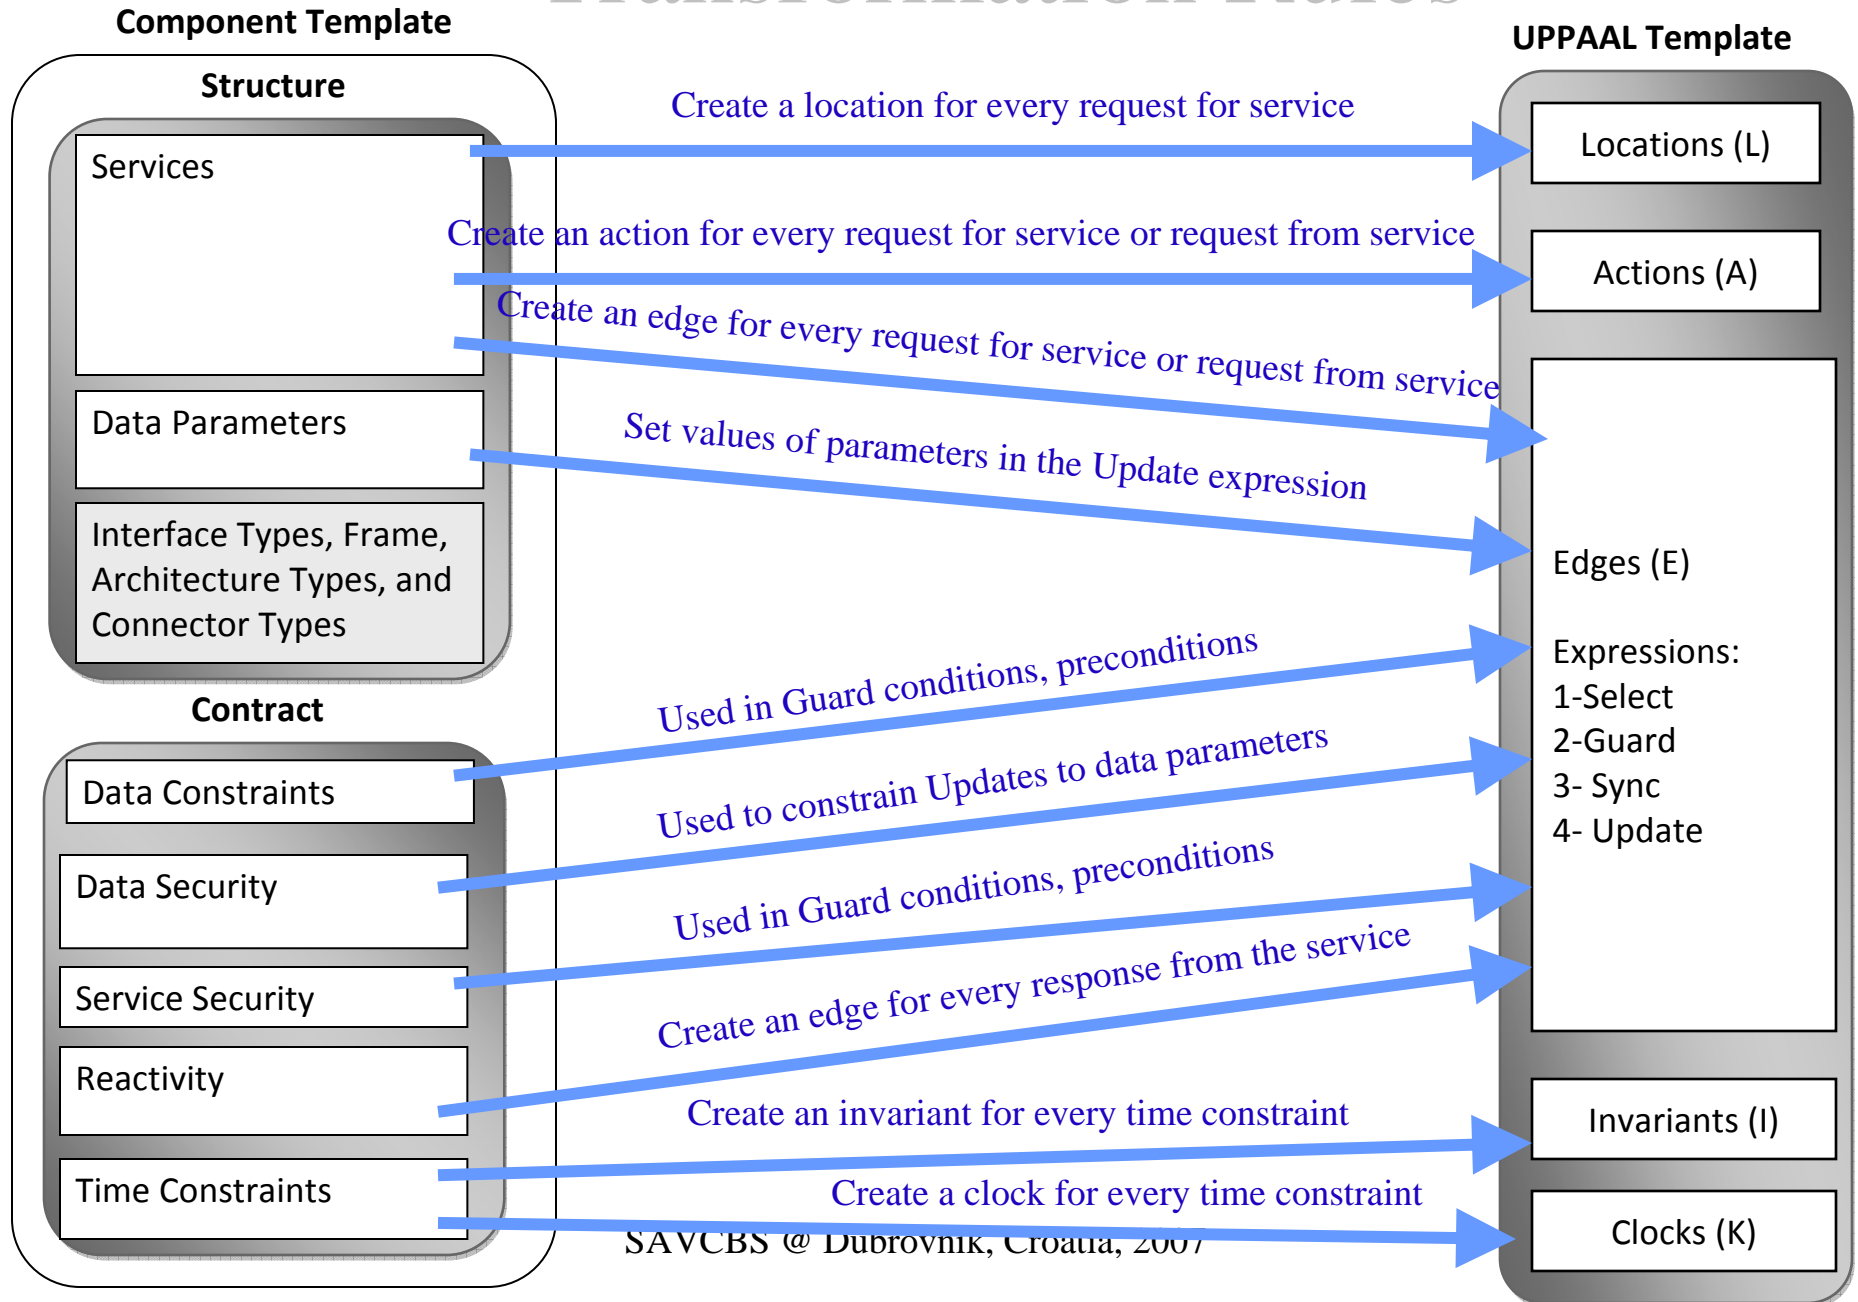 Transformation Rules
Component Template
UPPAAL Template
Structure
Services
Data Parameters
Interface Types, Frame,
Architecture Types, and
Connector Types
Contract
Data Constraints
Data Security
Service Security
Reactivity
Time Constraints
Create a location for every request for service
Create an action for every request for service or request from service
Create an edge for every request for service or request from service
Set values of parameters in the Update expression
Used in Guard conditions, preconditions
Used to constrain Updates to data parameters
Used in Guard conditions, preconditions
Create an edge for every response from the service
Create an invariant for every time constraint
Create a clock for every time constraint
Locations (L)
Actions (A)
Edges (E)
Expressions:
1-Select
2-Guard
3- Sync
4- Update
Invariants (I)
Clocks (K)
SAVCBS @ Dubrovnik, Croatia, 2007